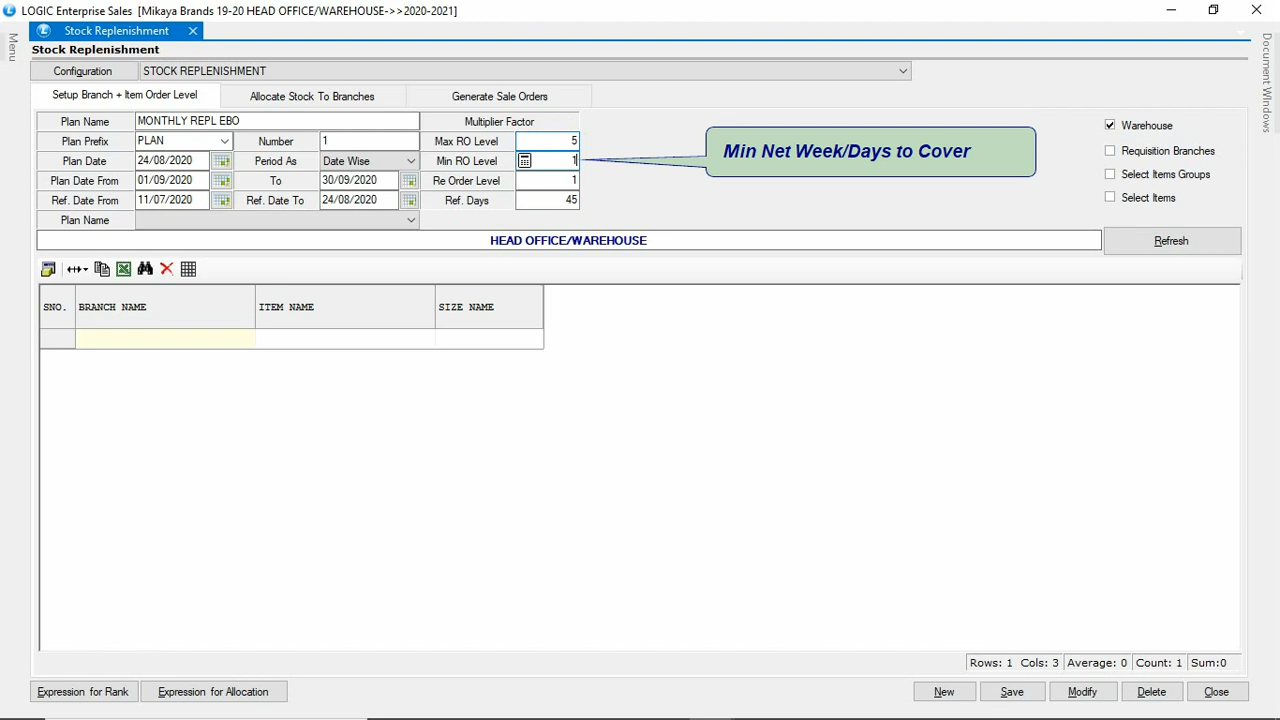 LOGIC Enterprise Sales [Mikaya Brands 19-20 HEAD OFFICE/WAREHOUSE->>2020-2021]
Menu
Stock Replenishment
Document Windows
Stock Replenishment
Configuration STOCK REPLENISHMENT
Setup Branch + Item Order Level Allocate Stock To Branches Generate Sale Orders
Plan Name MONTHLY REPL EBO Multiplier Factor
Warehouse
Plan Prefix PLAN Number 1 Max RO Level 5
Min Net Week/Days to Cover
Requisition Branches
Plan Date 24/08/2020 Period As Date Wise Min RO Level 1
Select Items Groups
Plan Date From 01/09/2020 To 30/09/2020 Re Order Level 1
Select Items
Ref. Date From 11/07/2020 Ref. Date To 24/08/2020 Ref. Days 45
Plan Name
HEAD OFFICE/WAREHOUSE Refresh
SNO. BRANCH NAME ITEM NAME SIZE NAME
Rows: 1 Cols: 3 Average: 0 Count: 1 Sum:0
Expression for Rank Expression for Allocation New Save Modify Delete Close